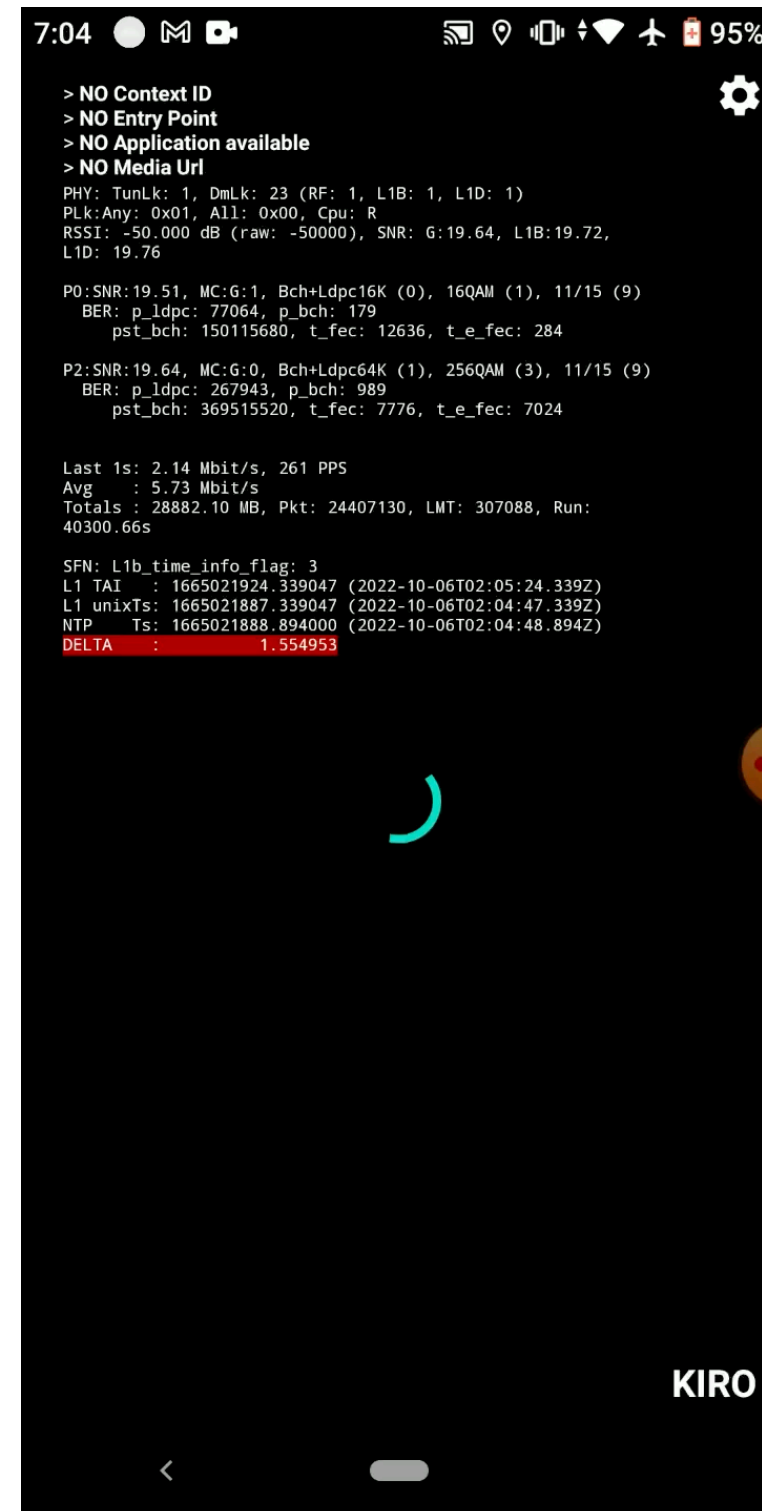 7:04 95%
> NO Context ID
> NO Entry Point
> NO Application available
> NO Media Url
PHY: TunLk: 1, DmLk: 23 (RF: 1, L1B: 1, L1D: 1)
PLk:Any: 0x01, All: 0x00, Cpu: R
RSSI: -50.000 dB (raw: -50000), SNR: G:19.64, L1B:19.72,
L1D: 19.76
P0:SNR:19.51, MC:G:1, Bch+Ldpc16K (0), 16QAM (1), 11/15 (9)
BER: p_ldpc: 77064, p_bch: 179
pst_bch: 150115680, t_fec: 12636, t_e_fec: 284
P2:SNR:19.64, MC:G:0, Bch+Ldpc64K (1), 256QAM (3), 11/15 (9)
BER: p_ldpc: 267943, p_bch: 989
pst_bch: 369515520, t_fec: 7776, t_e_fec: 7024
Last 1s: 2.14 Mbit/s, 261 PPS
Avg : 5.73 Mbit/s
Totals : 28882.10 MB, Pkt: 24407130, LMT: 307088, Run:
40300.66s
SFN: L1b_time_info_flag: 3
L1 TAI : 1665021924.339047 (2022-10-06T02:05:24.339Z)
L1 unixTs: 1665021887.339047 (2022-10-06T02:04:47.339Z)
NTP Ts: 1665021888.894000 (2022-10-06T02:04:48.894Z)
DELTA : 1.554953
KIRO